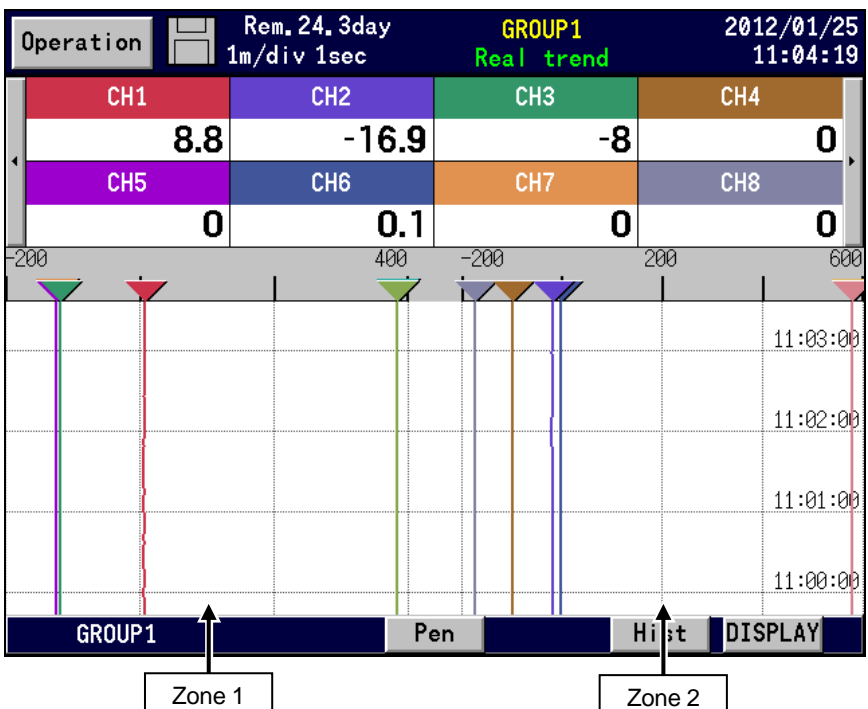 Operation Rem.24.3day GROUP1 2012/01/25
1m/div 1sec Real trend 11:04:19
CH1 CH2 CH3 CH4
8.8 -16.9 -8 0
CH5 CH6 CH7 CH8
0 0.1 0 0
-200 400 -200 200 600
11:03:00
11:02:00
11:01:00
11:00:00
GROUP1 Pen Hist DISPLAY
Zone 1 Zone 2